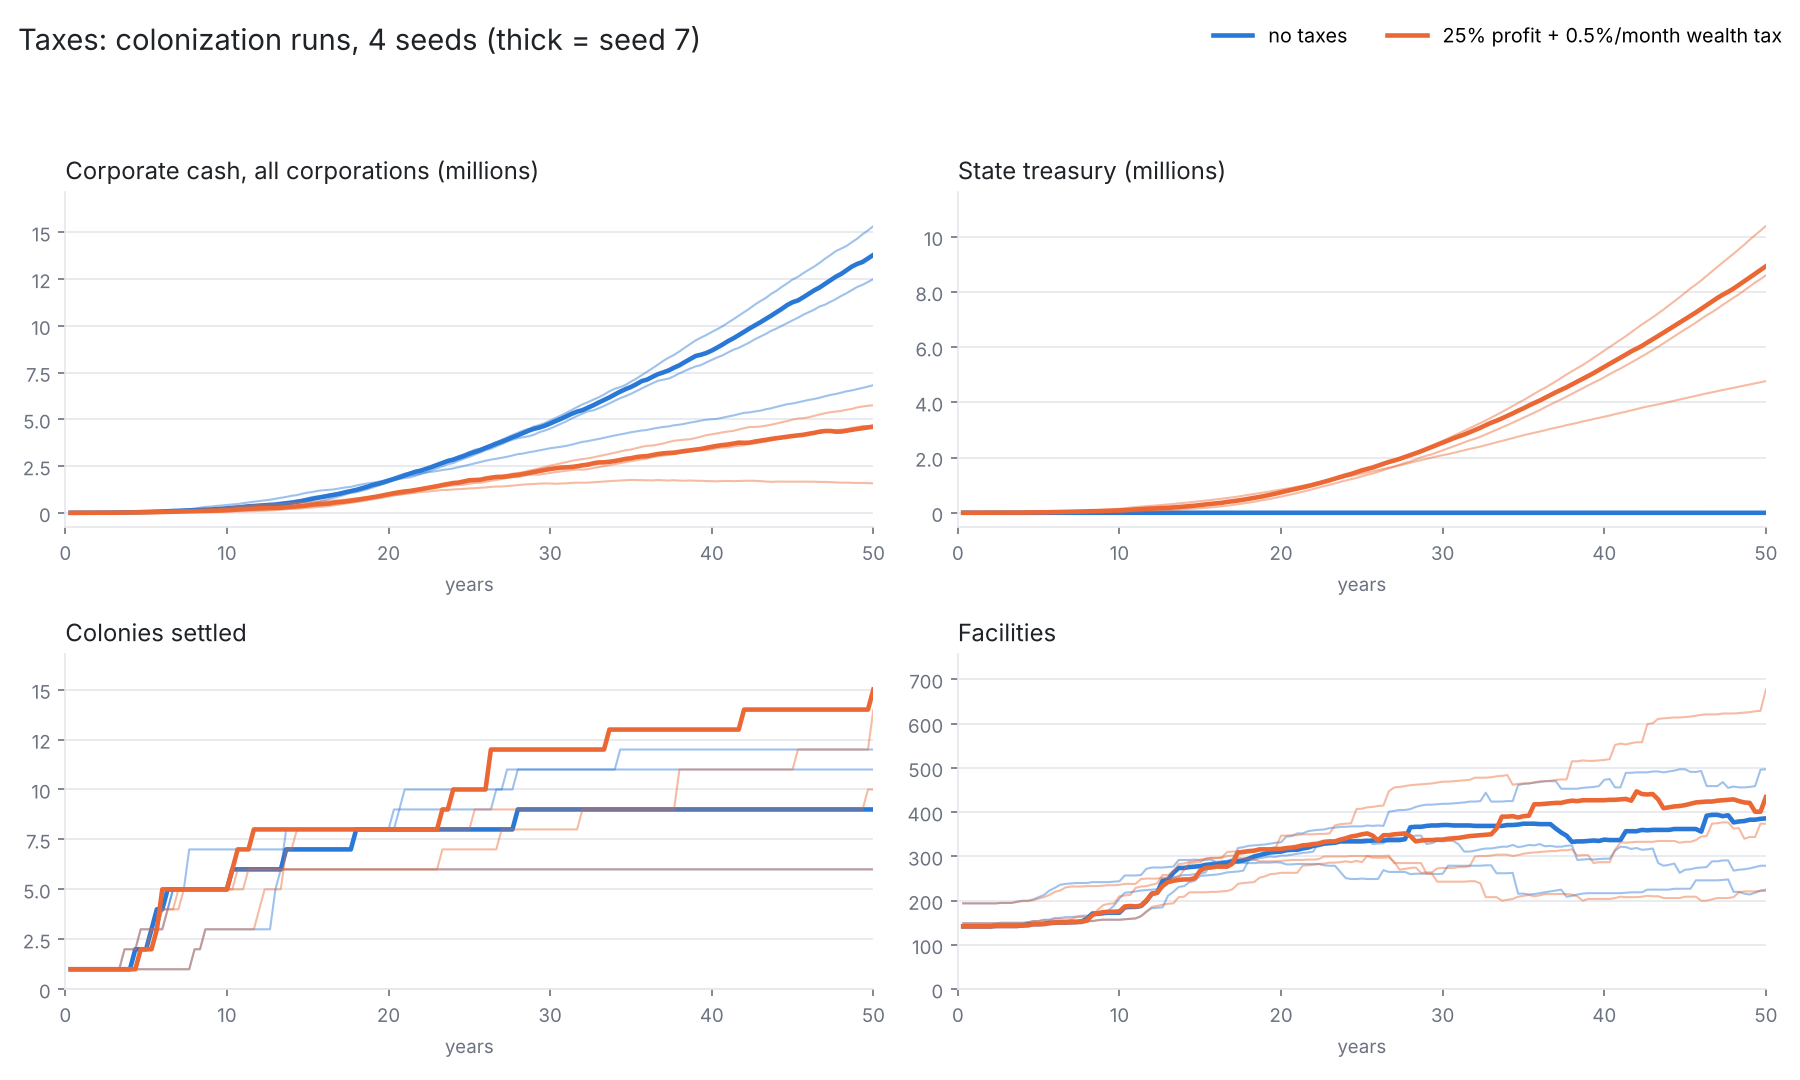 Taxes: colonization runs, 4 seeds (thick = seed 7)
no taxes
25% profit + 0.5%/month wealth tax
Corporate cash, all corporations (millions)
15
12
10
7.5
5.0
2.5
0
0 10 20 30 40 50
years
State treasury (millions)
10
8.0
6.0
4.0
2.0
0
0 10 20 30 40 50
years
Colonies settled
15
12
10
7.5
5.0
2.5
0
0 10 20 30 40 50
years
Facilities
700
600
500
400
300
200
100
0
0 10 20 30 40 50
years